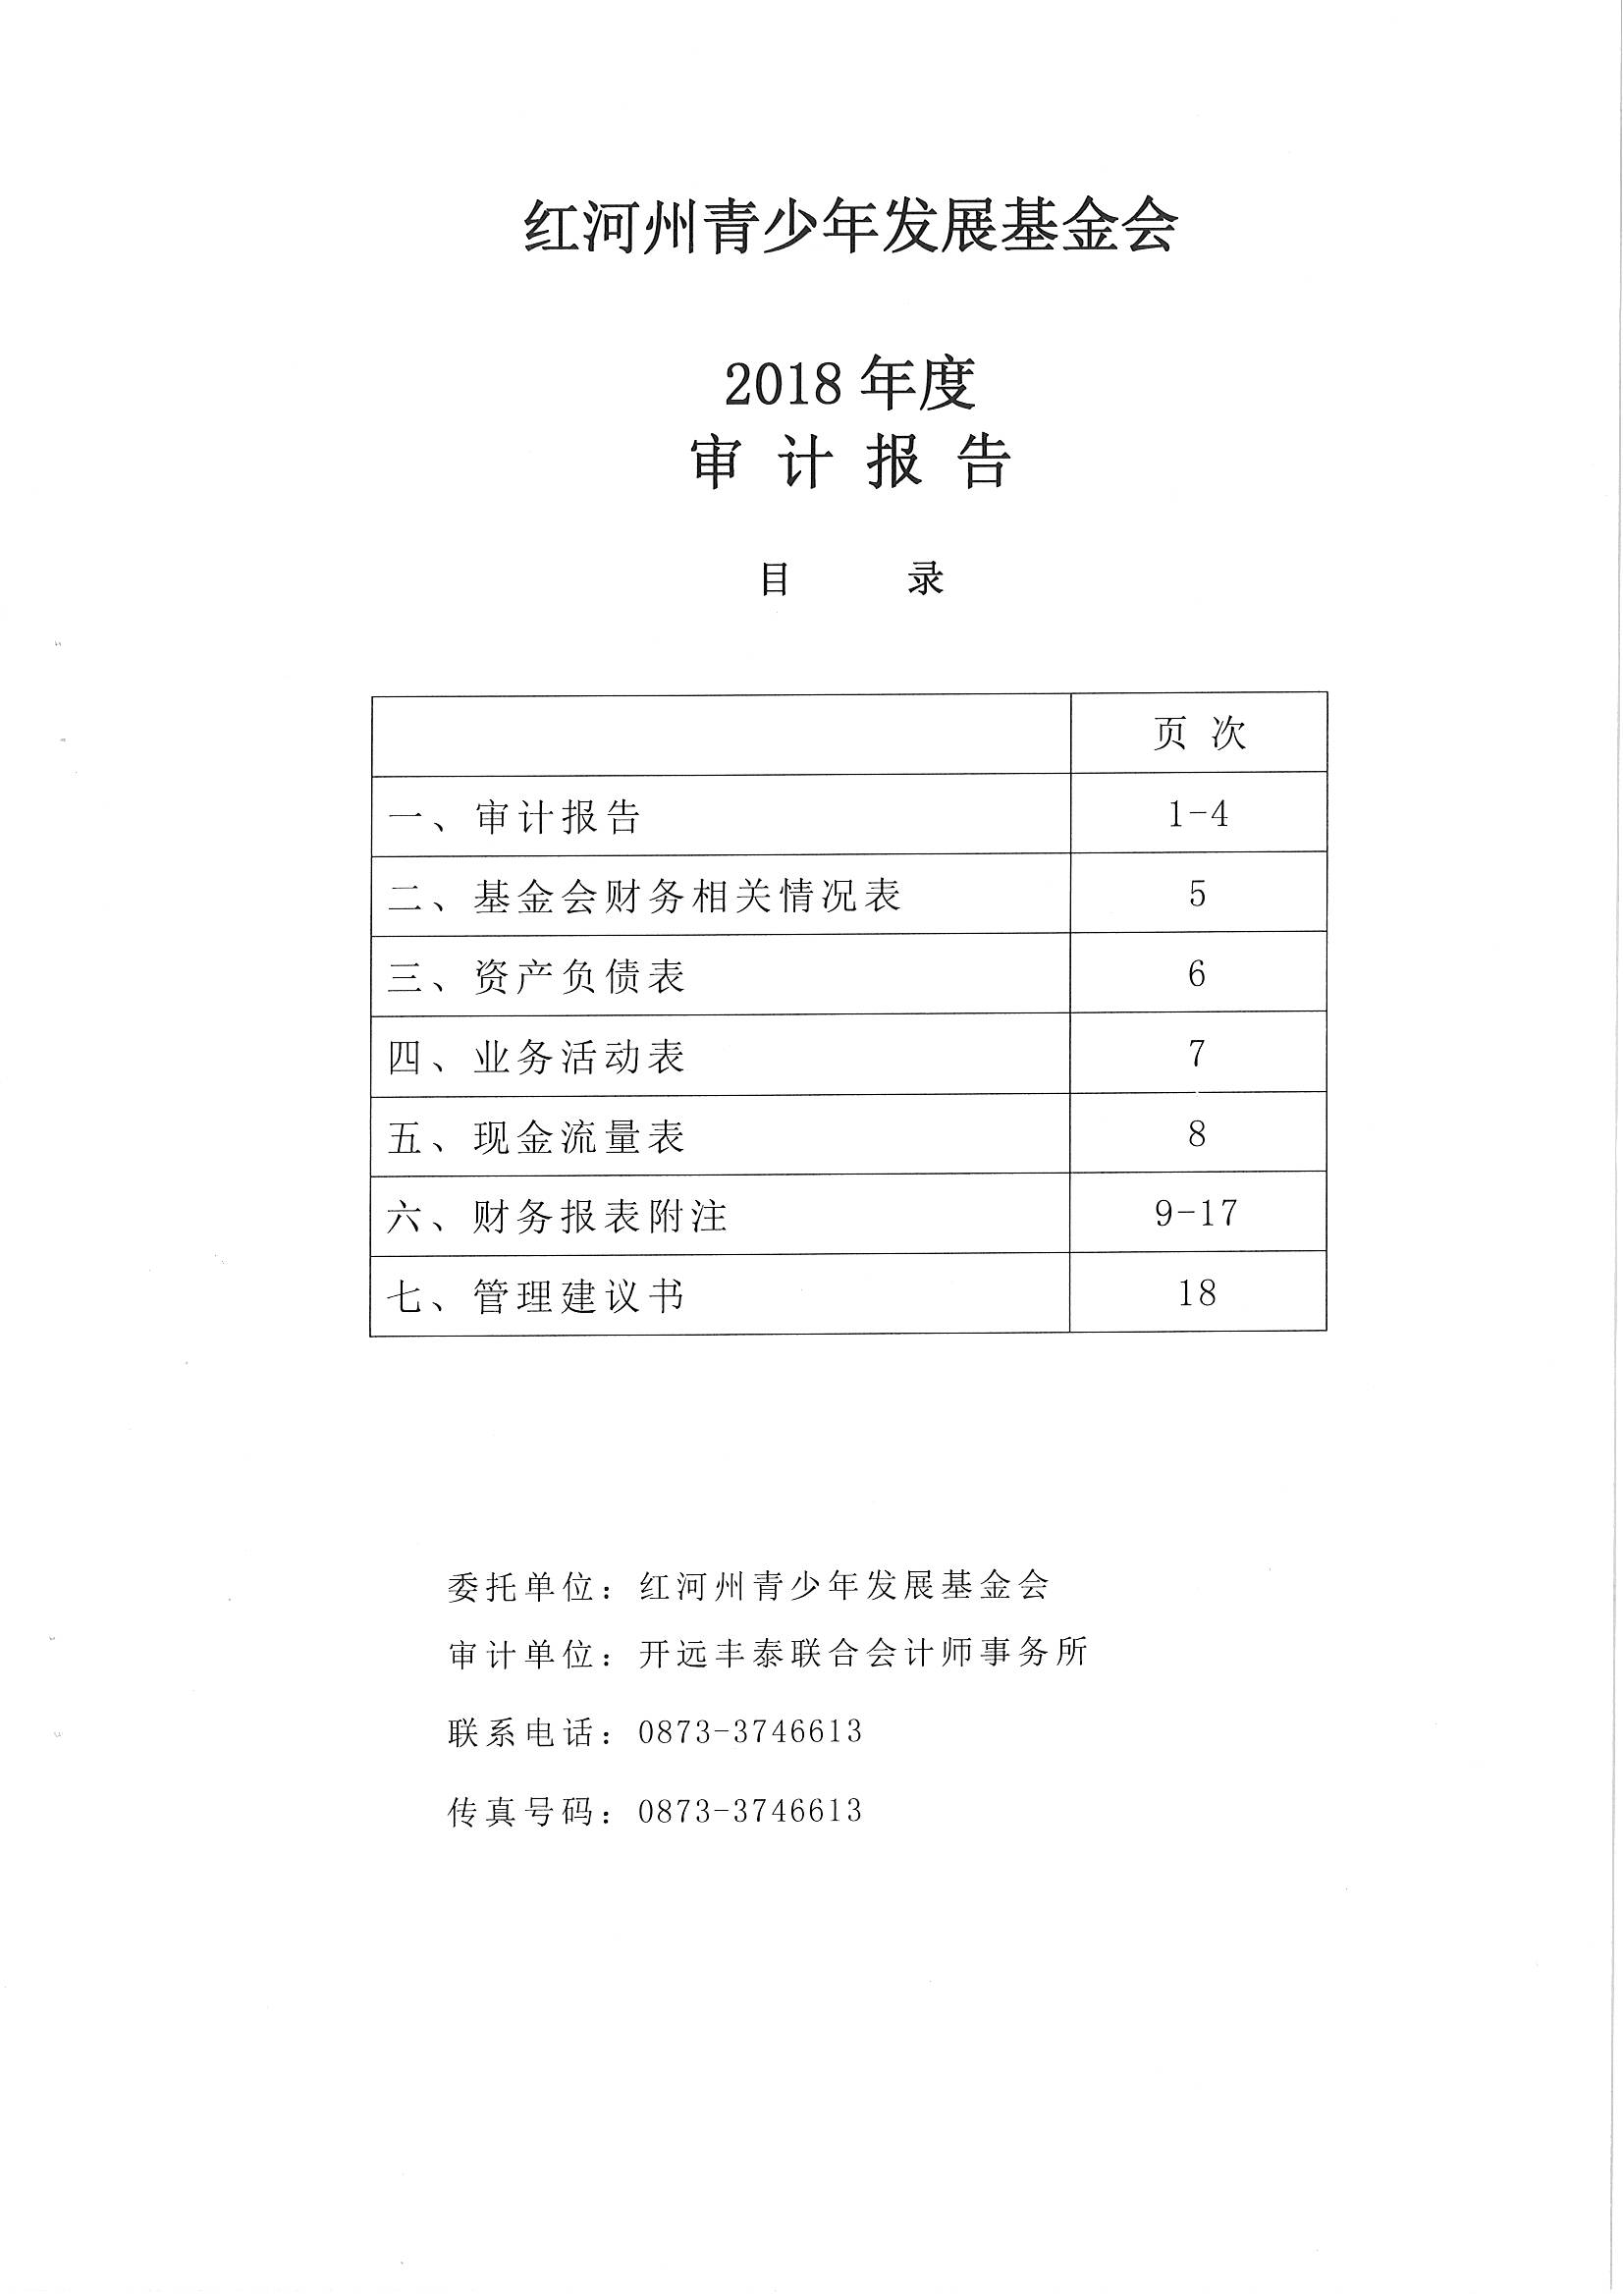 红河州青少年发展基金会
2018 年度
审 计 报 告
目 录
页 次
一、审计报告 1-4
二、基金会财务相关情况表 5
三、资产负债表 6
四、业务活动表 7
五、现金流量表 8
六、财务报表附注 9-17
七、管理建议书 18
委托单位：红河州青少年发展基金会
审计单位：开远丰泰联合会计师事务所
联系电话：0873-3746613
传真号码：0873-3746613